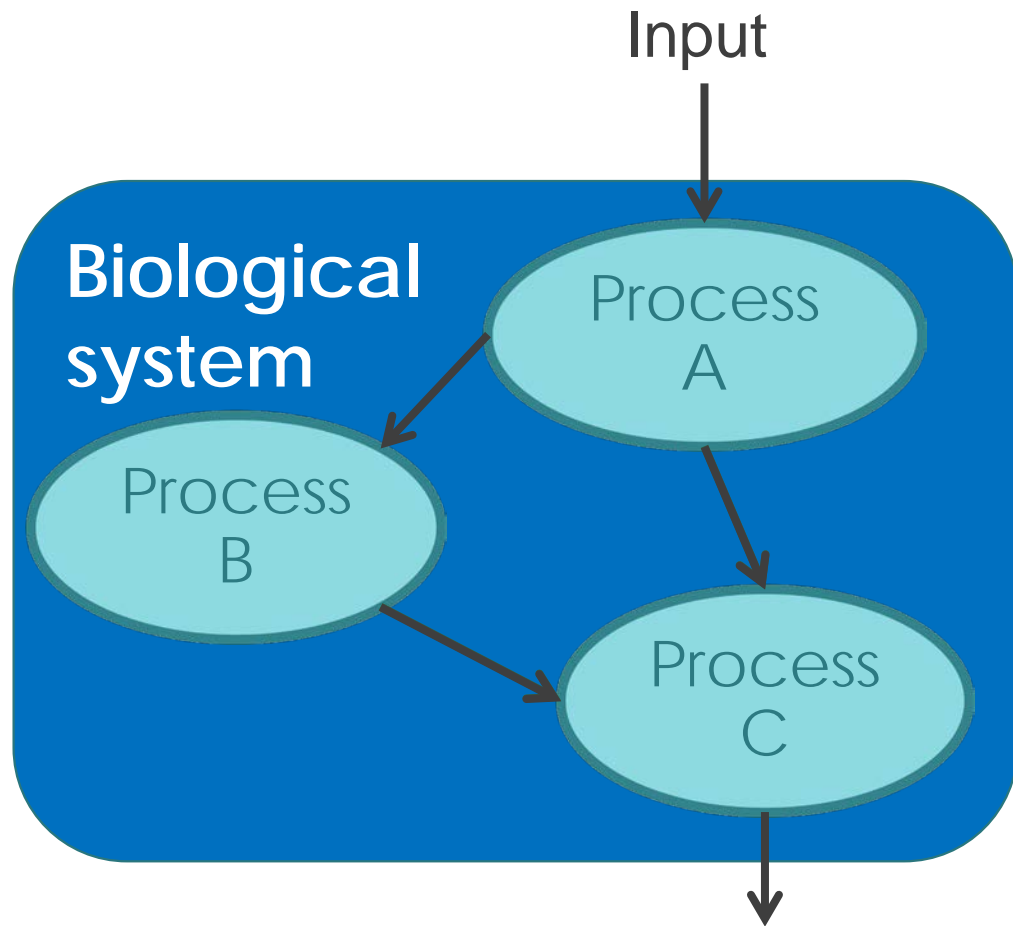 Input
Biological
system
Process
A
Process
B
Process
C